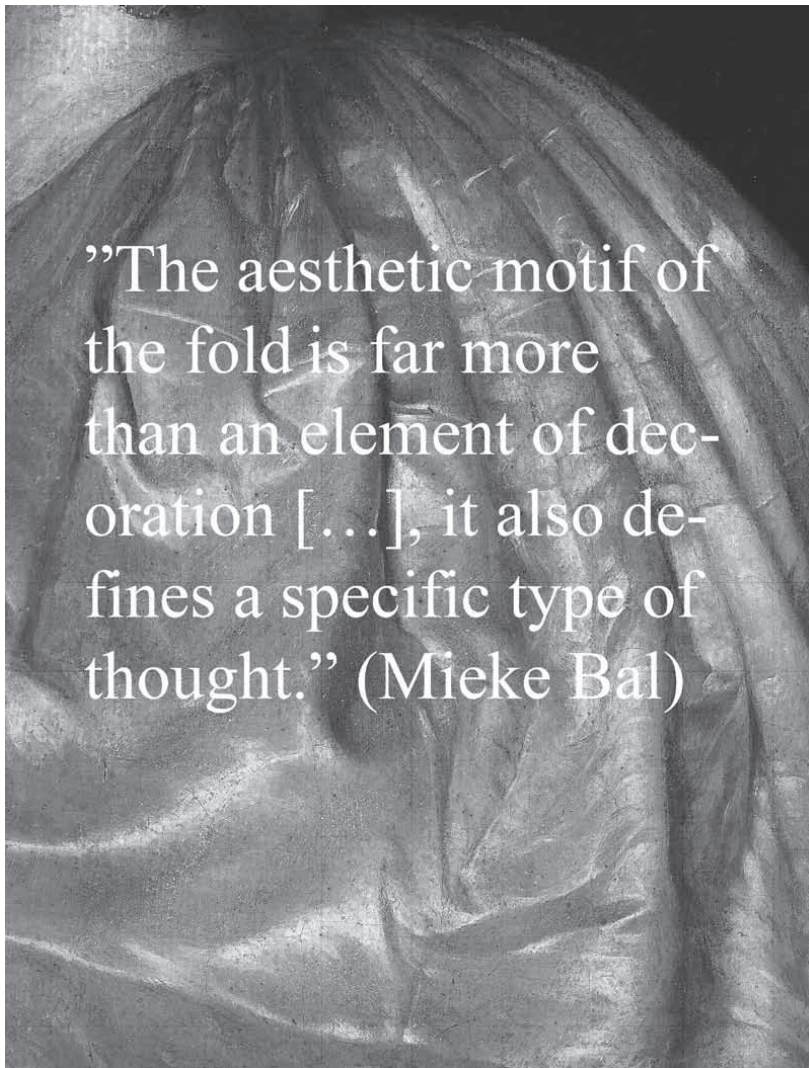 ”The aesthetic motif of
the fold is far more
than an element of dec-
oration […], it also de-
fines a specific type of
thought.” (Mieke Bal)